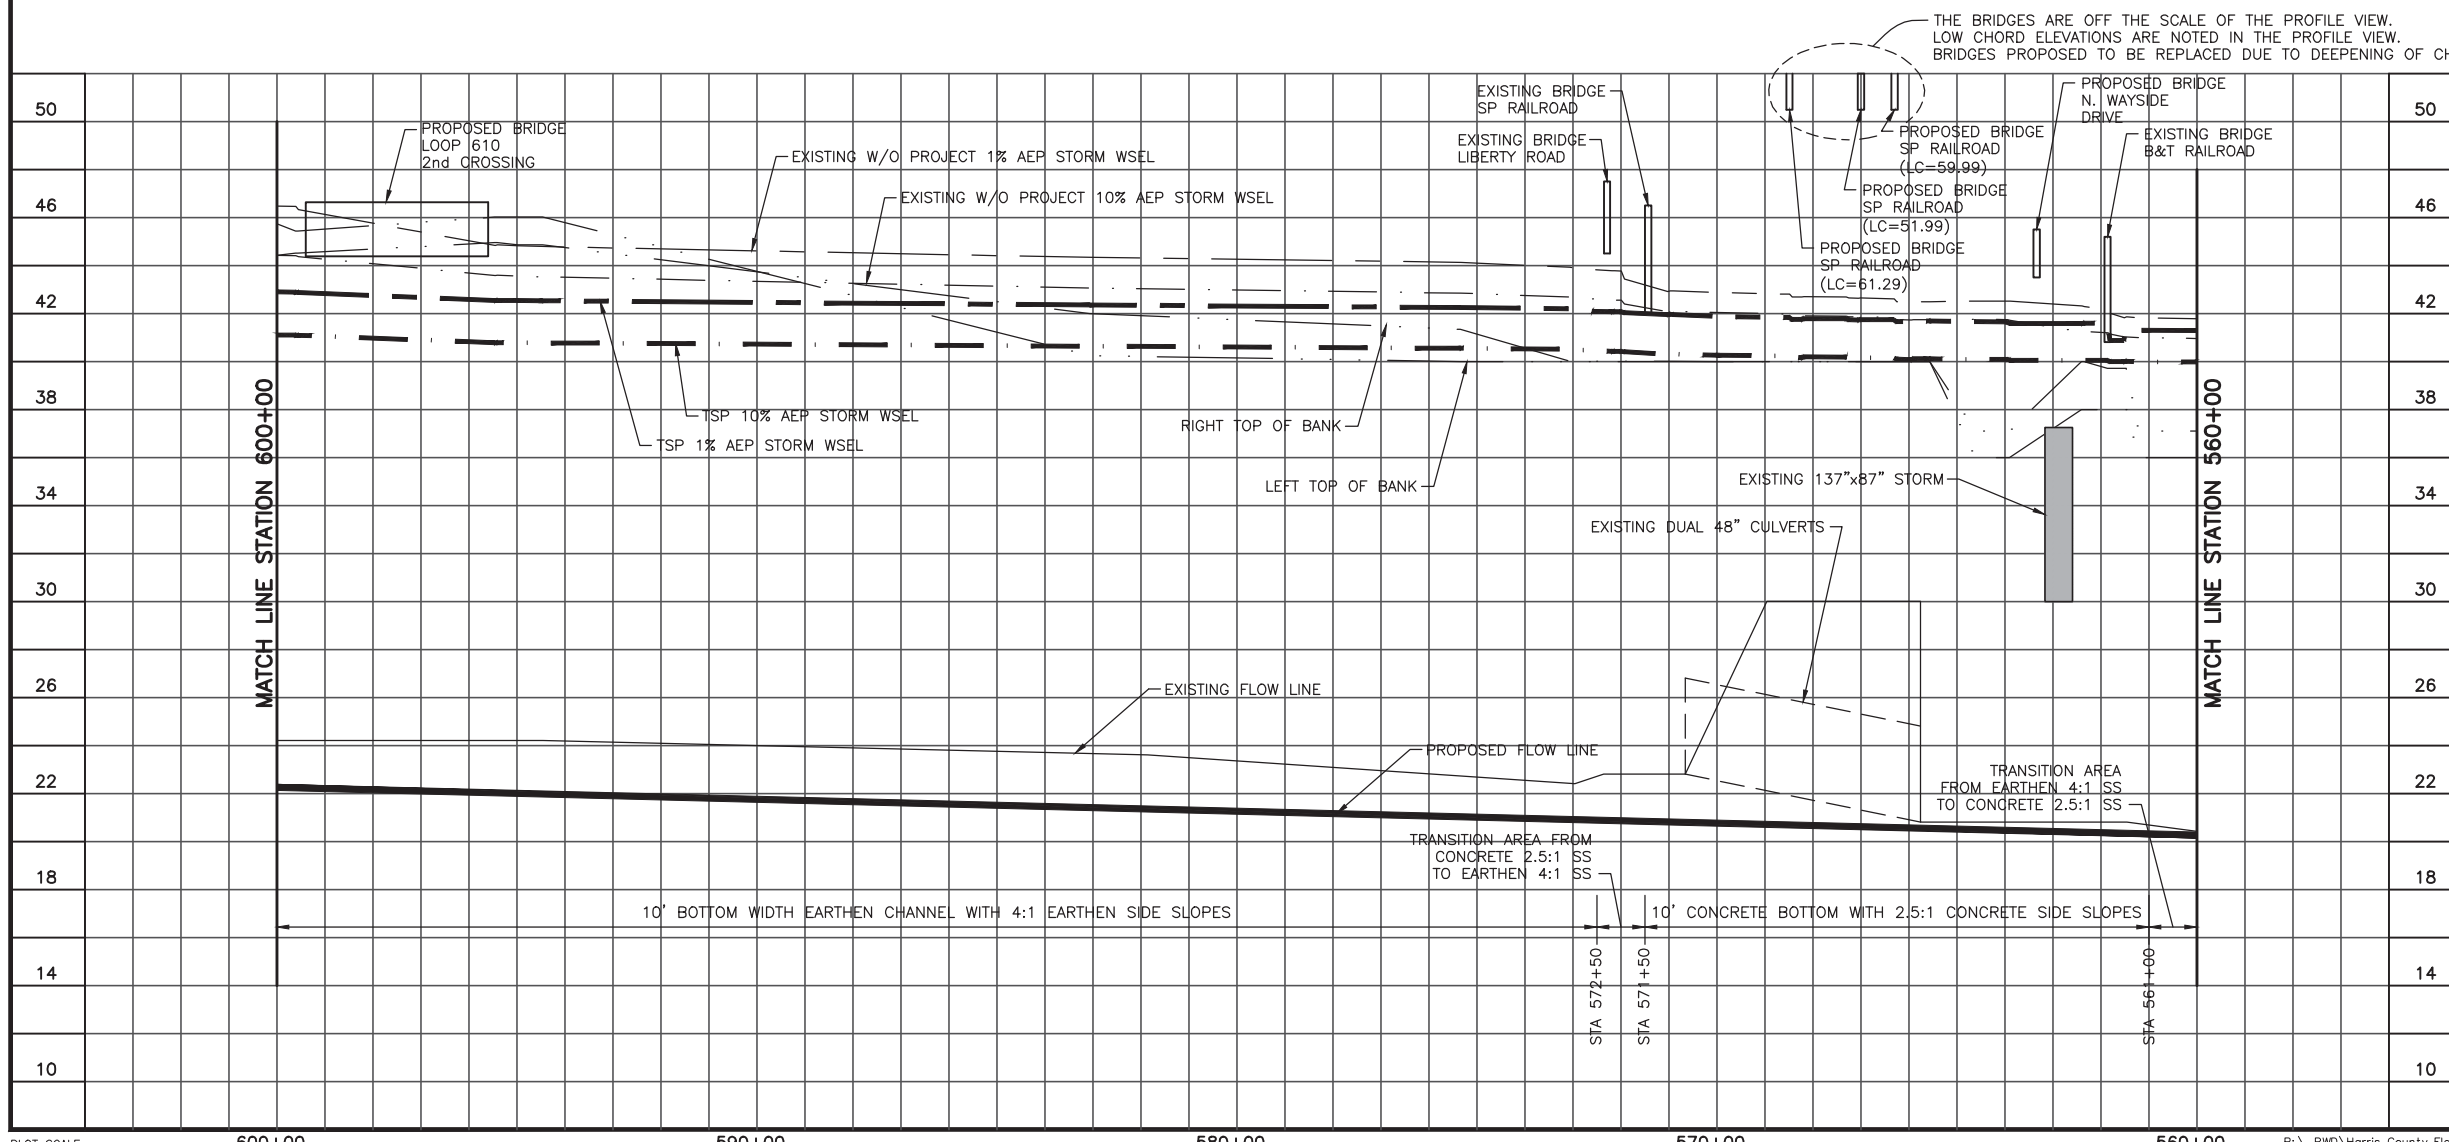 THE BRIDGES ARE OFF THE SCALE OF THE PROFILE VIEW.
LOW CHORD ELEVATIONS ARE NOTED IN THE PROFILE VIEW.
BRIDGES PROPOSED TO BE REPLACED DUE TO DEEPENING OF
EXISTING BRIDGE
SP RAILROAD
EXISTING BRIDGE
LIBERTY ROAD
PROPOSED BRIDGE
N. WAYSIDE
DRIVE
EXISTING BRIDGE
B&T RAILROAD
PROPOSED BRIDGE
SP RAILROAD
(LC=59.99)
PROPOSED BRIDGE
SP RAILROAD
(LC=51.99)
PROPOSED BRIDGE
SP RAILROAD
(LC=61.29)
PROPOSED BRIDGE
LOOP 610
2nd CROSSING
EXISTING W/O PROJECT 1% AEP STORM WSEL
EXISTING W/O PROJECT 10% AEP STORM WSEL
50
46
42
38
34
30
26
22
18
14
10
50
46
42
38
34
30
26
22
18
14
10
MATCH LINE STATION 600+00
MATCH LINE STATION 560+00
TSP 10% AEP STORM WSEL
TSP 1% AEP STORM WSEL
RIGHT TOP OF BANK
LEFT TOP OF BANK
EXISTING 137"x87" STORM
EXISTING DUAL 48" CULVERTS
EXISTING FLOW LINE
PROPOSED FLOW LINE
TRANSITION AREA
FROM EARTHEN 4:1 SS
TO CONCRETE 2.5:1 SS
TRANSITION AREA FROM
CONCRETE 2.5:1 SS
TO EARTHEN 4:1 SS
10' BOTTOM WIDTH EARTHEN CHANNEL WITH 4:1 EARTHEN SIDE SLOPES
10' CONCRETE BOTTOM WITH 2.5:1 CONCRETE SIDE SLOPES
STA 572+50
STA 571+50
STA 561+00
600+00
590+00
580+00
570+00
560+00